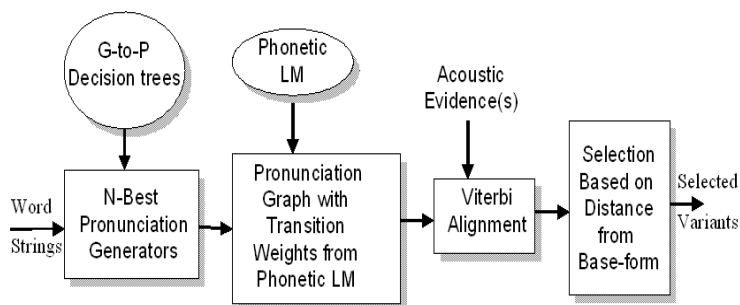 G-to-P
Decision trees
Phonetic
LM
Acoustic
Evidence(s)
Word
Strings
N-Best
Pronunciation
Generators
Pronunciation
Graph with
Transition
Weights from
Phonetic LM
Viterbi
Alignment
Selection
Based on
Distance
from
Base-form
Selected
Variants